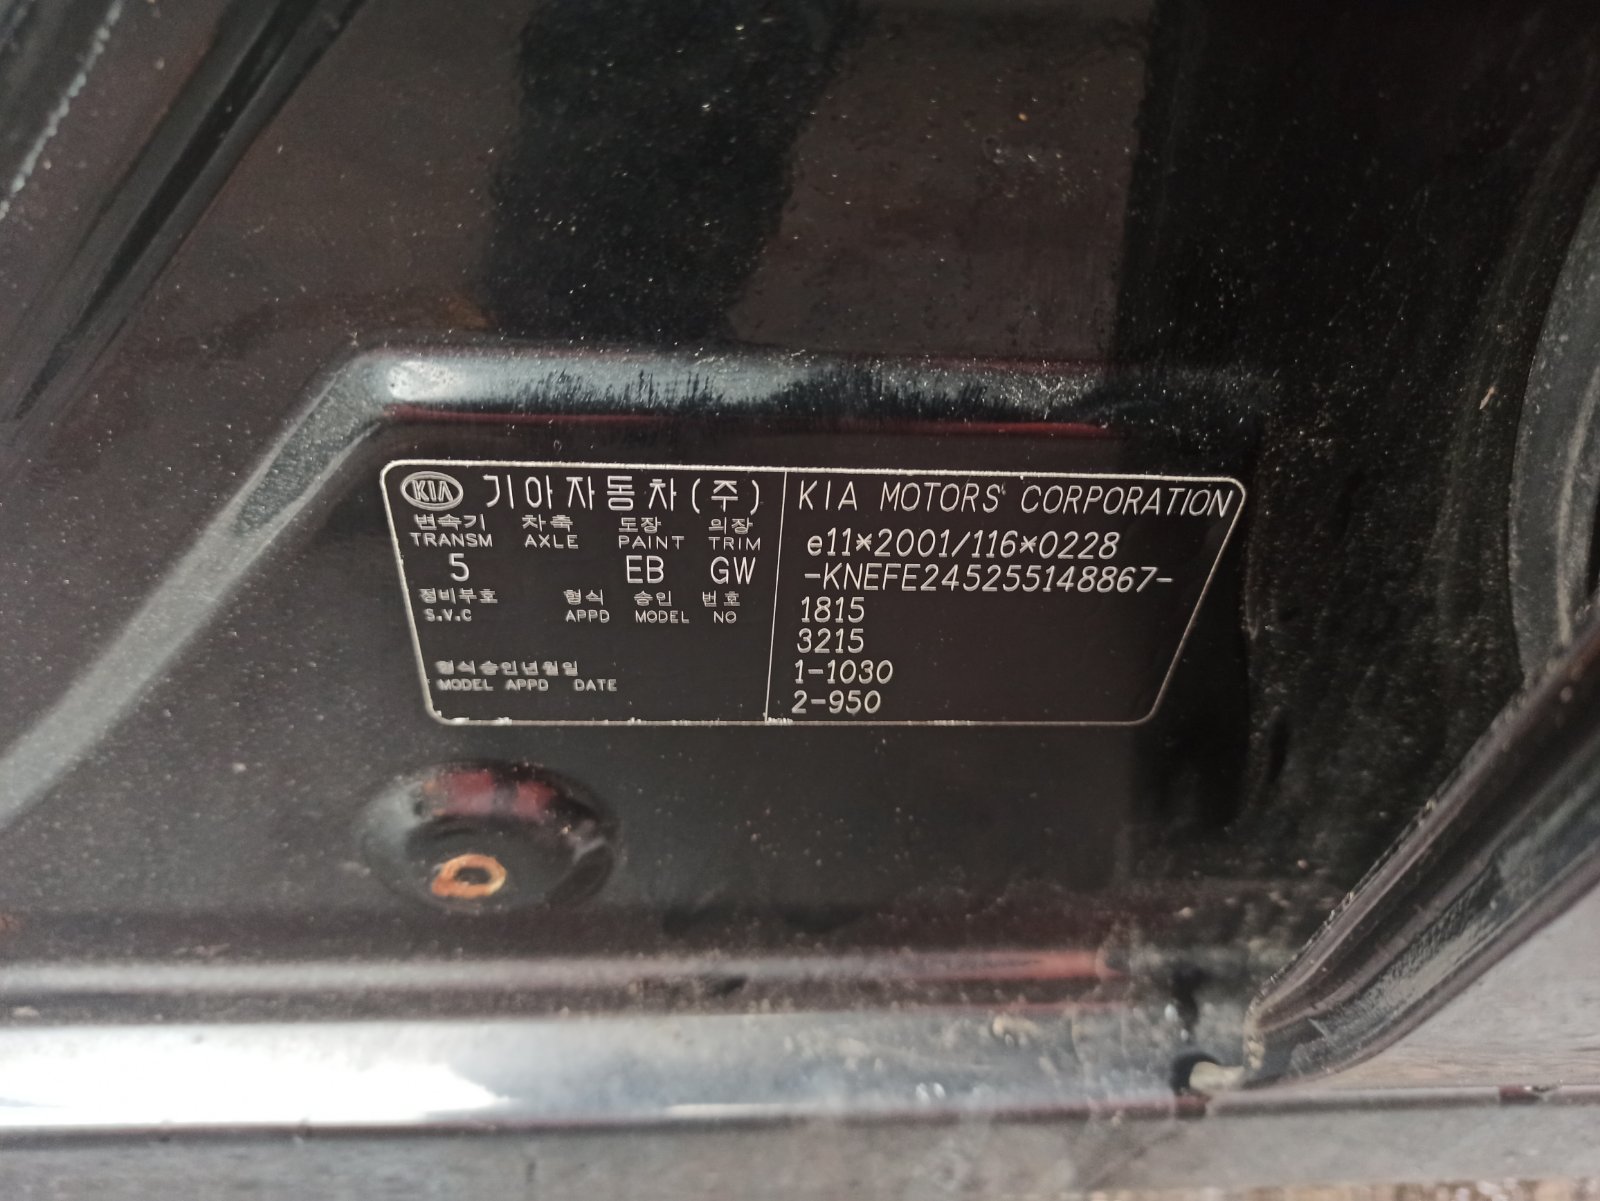 KIA 기아자동차(주)
변속기 차축 도장 의장
TRANSM AXLE PAINT TRIM
5 EB GW
정비부호 형식 승인 번호
S.V.C APPD MODEL NO
형식승인년월일
MODEL APPD DATE
KIA MOTORS CORPORATION
e11*2001/116*0228
-KNEFE245255148867-
1815
3215
1-1030
2-950